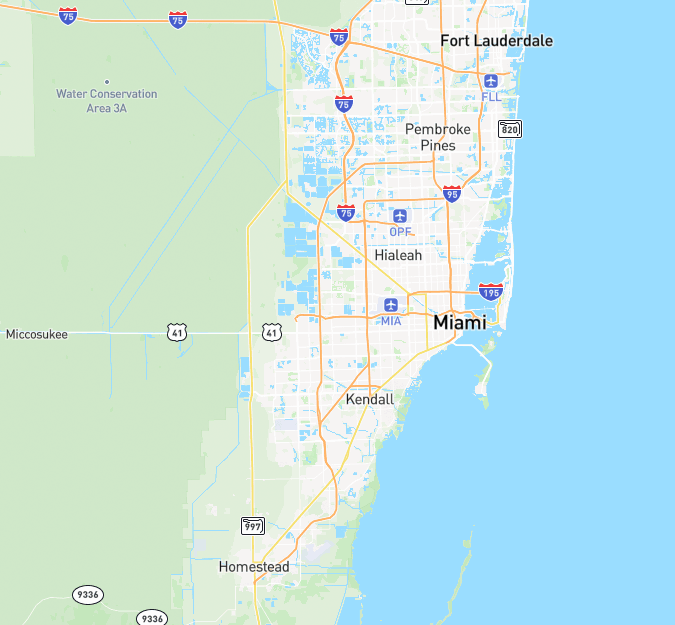 75
75
75
Fort Lauderdale
Water Conservation
Area 3A
FLL
75
820
Pembroke
Pines
95
75
OPF
Hialeah
195
MIA
Miami
Miccosukee
41
41
Kendall
997
Homestead
9336
9336